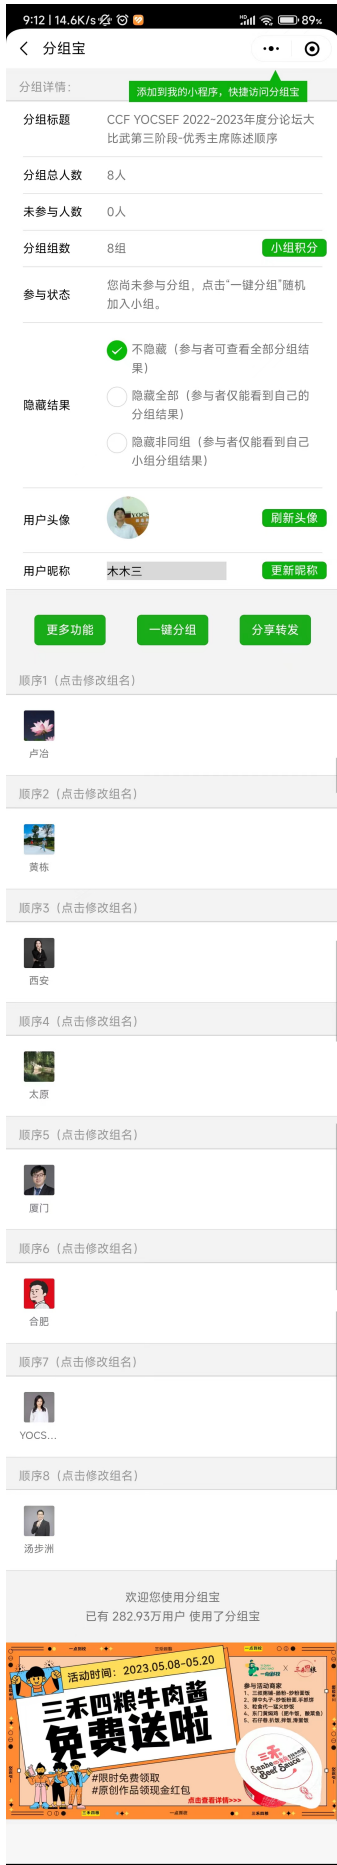 9:12 | 14.6K/s
89%
分组宝
分组详情:
添加到我的小程序，快捷访问分组宝
分组标题
CCF YOCSEF 2022-2023年度分论坛大
比武第三阶段-优秀主席陈述顺序
分组总人数 8人
未参与人数 0人
分组组数 8组 小组积分
参与状态
您尚未参与分组，点击“一键分组”随机
加入小组。
隐藏结果
不隐藏（参与者可查看全部分组结
果）
隐藏全部（参与者仅能看到自己的
分组结果）
隐藏非同组（参与者仅能看到自己
小组分组结果）
用户头像 刷新头像
用户昵称 木木三 更新昵称
更多功能 一键分组 分享转发
顺序1（点击修改组名）
卢冶
顺序2（点击修改组名）
黄栋
顺序3（点击修改组名）
西安
顺序4（点击修改组名）
太原
顺序5（点击修改组名）
厦门
顺序6（点击修改组名）
合肥
顺序7（点击修改组名）
YOCS...
顺序8（点击修改组名）
汤步洲
欢迎您使用分组宝
已有 282.93万用户 使用了分组宝
活动时间：2023.05.08-05.20
三禾四粮牛肉酱
免费送啦
#限时免费领取
#原创作品领现金红包
点击查看详情>>>
参与活动商家
Sanhe
Beef Sauce